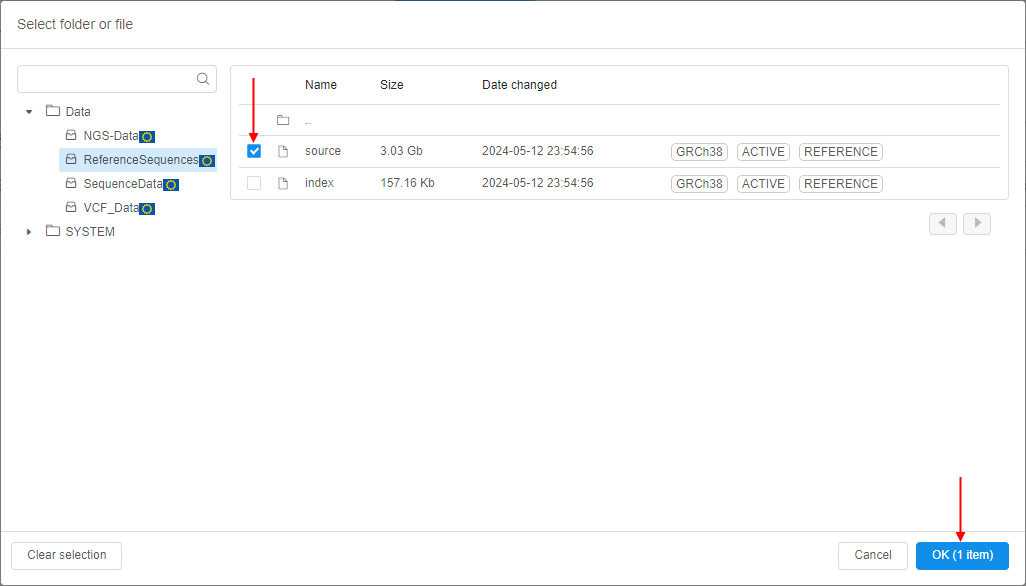 Select folder or file
Name Size Date changed
Data
..
NGS-Data
source 3.03 Gb 2024-05-12 23:54:56 GRCh38 ACTIVE REFERENCE
ReferenceSequences
index 157.16 Kb 2024-05-12 23:54:56 GRCh38 ACTIVE REFERENCE
SequenceData
VCF_Data
SYSTEM
Clear selection Cancel OK (1 item)